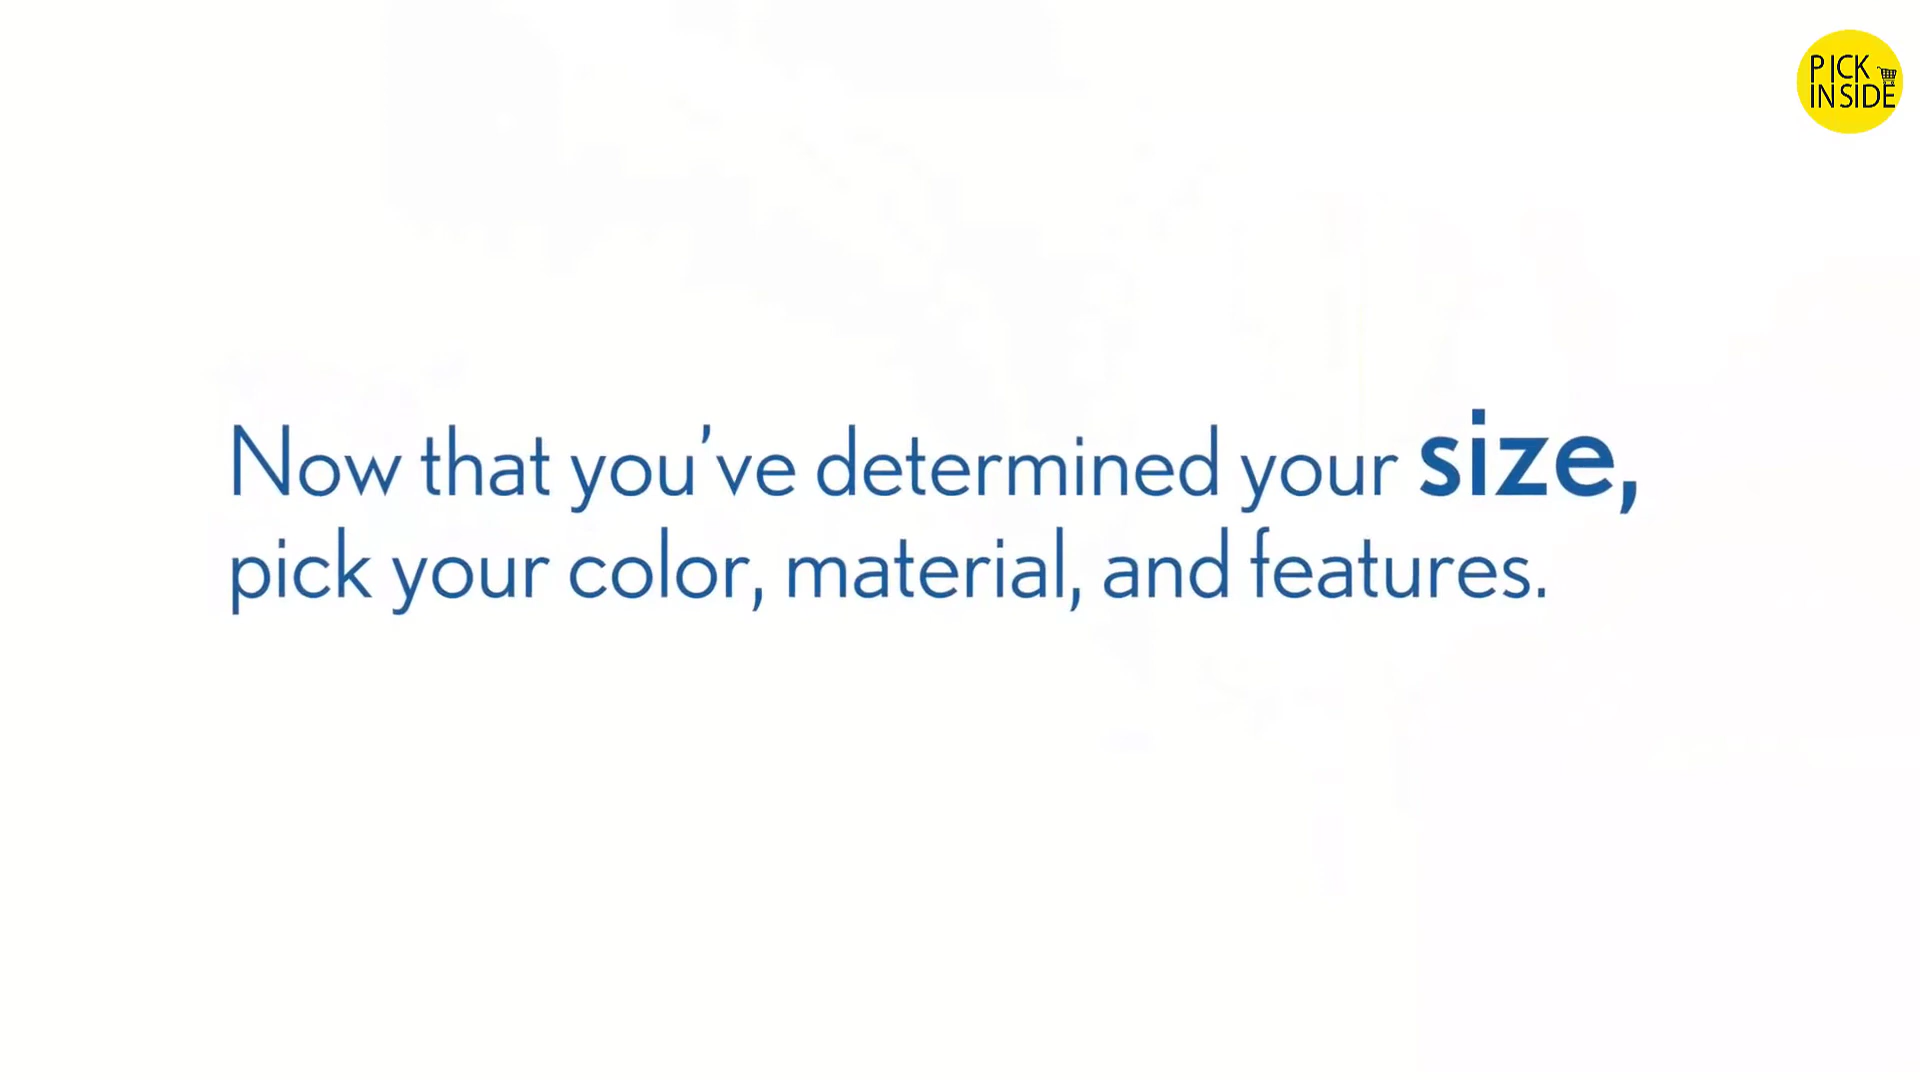 PICK
INSIDE
Now that you’ve determined your size,
pick your color, material, and features.